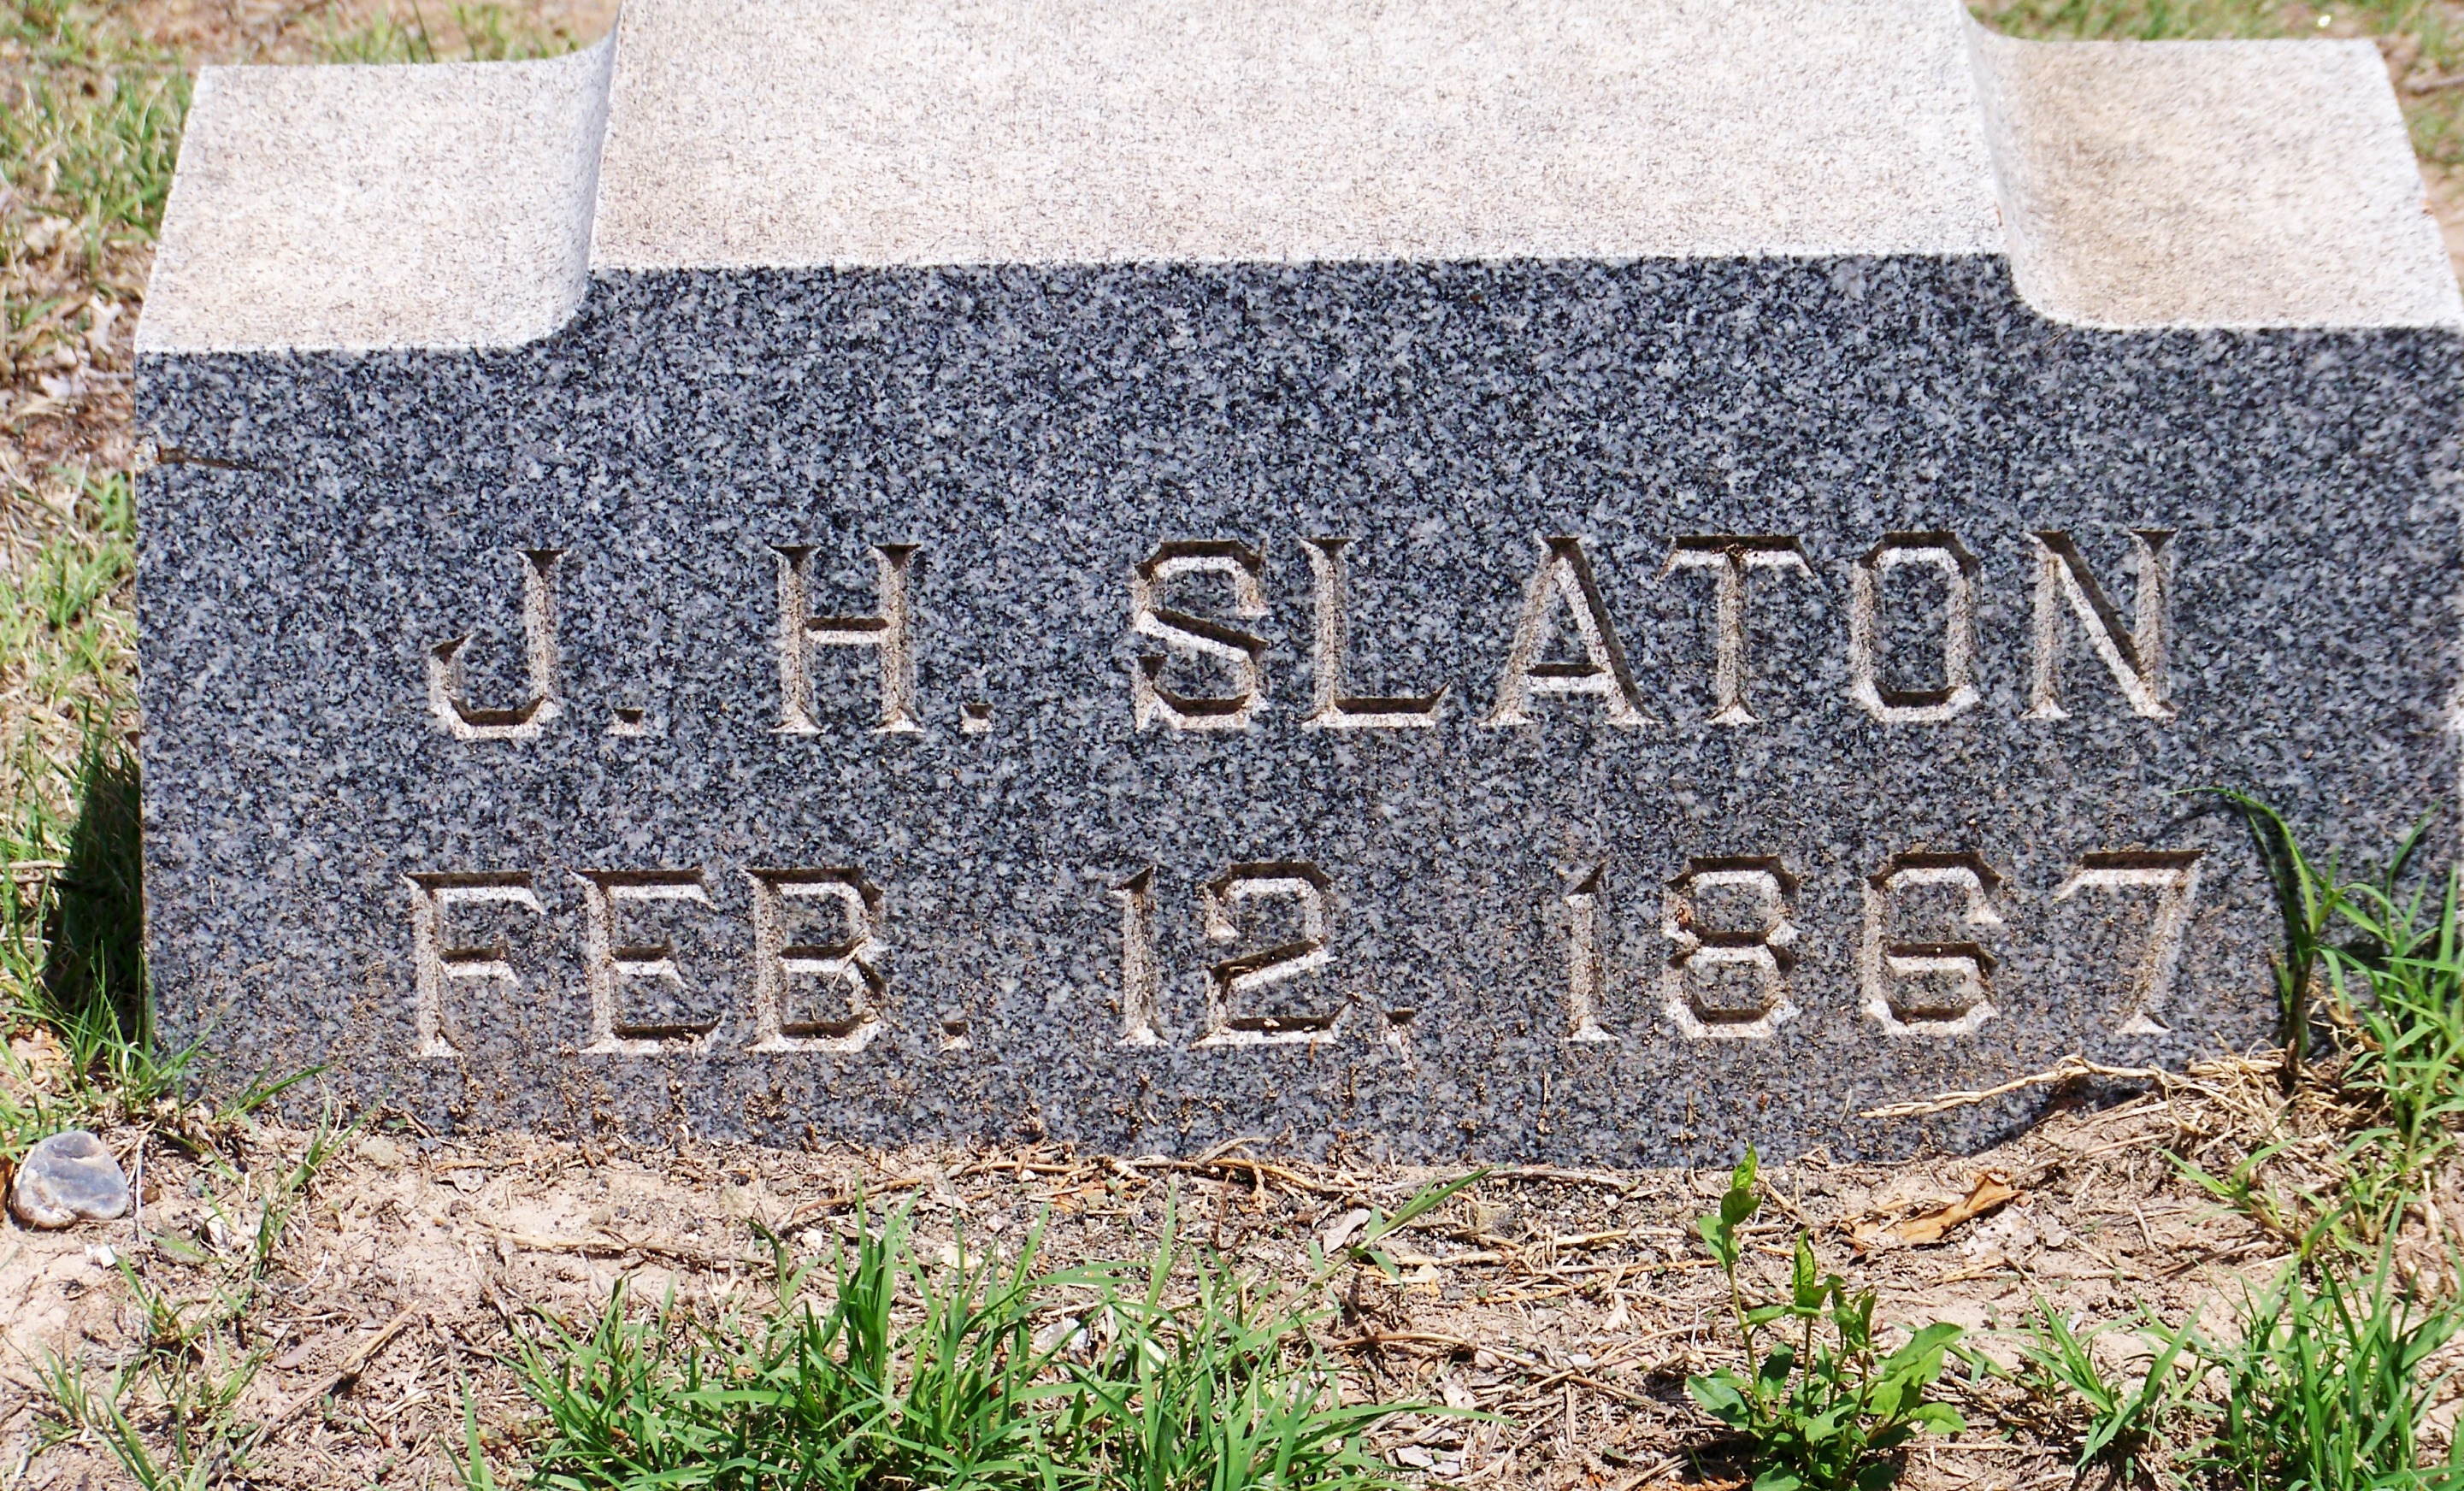 J. H. SLATON
FEB. 12, 1867